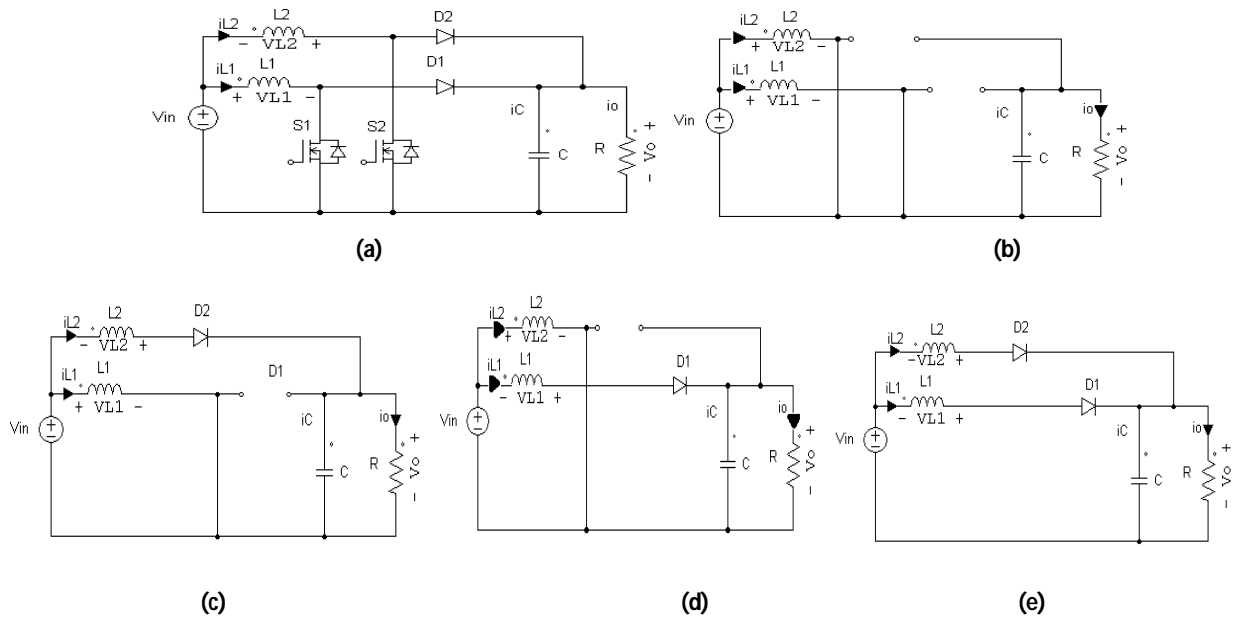 iL2 L2 D2
- VL2 +
iL1 L1 D1
+ VL1 -
Vin
S1 S2
iC io
C R + Vo -
(a)
iL2 L2
+ VL2 -
iL1 L1
+ VL1 -
Vin
iC io
C R + Vo -
(b)
iL2 L2 D2
- VL2 +
iL1 L1 D1
+ VL1 -
Vin
iC io
C R + Vo -
(c)
iL2 L2
+ VL2 -
iL1 L1 D1
- VL1 +
Vin
iC io
C R + Vo -
(d)
iL2 L2 D2
- VL2 +
iL1 L1 D1
- VL1 +
Vin
iC io
C R + Vo -
(e)